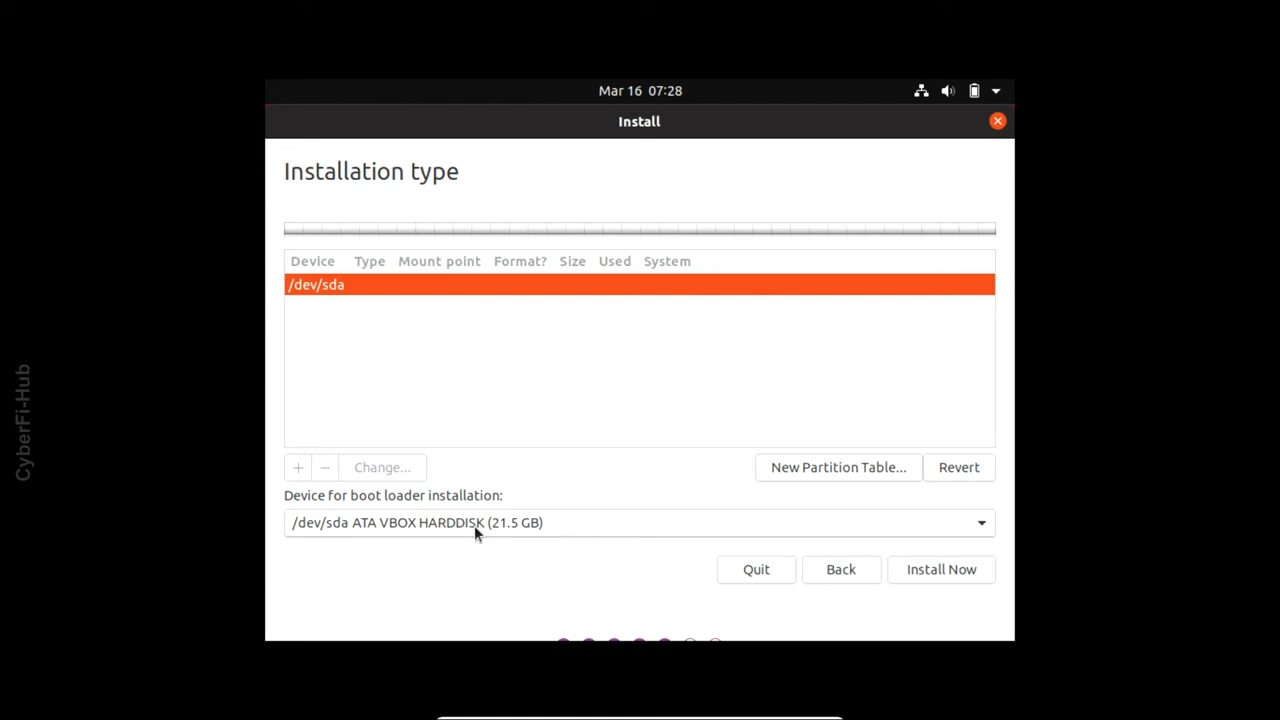 Mar 16 07:28
Install
Installation type
Device Type Mount point Format? Size Used System
/dev/sda
+ − Change... New Partition Table... Revert
Device for boot loader installation:
/dev/sda ATA VBOX HARDDISK (21.5 GB)
Quit Back Install Now
CyberFi-Hub